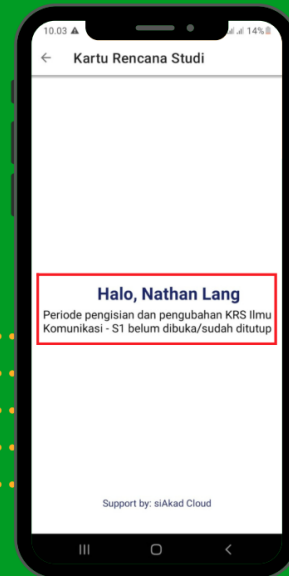 10.03
14%
Kartu Rencana Studi
Halo, Nathan Lang
Periode pengisian dan pengubahan KRS Ilmu
Komunikasi - S1 belum dibuka/sudah ditutup
Support by: siAkad Cloud